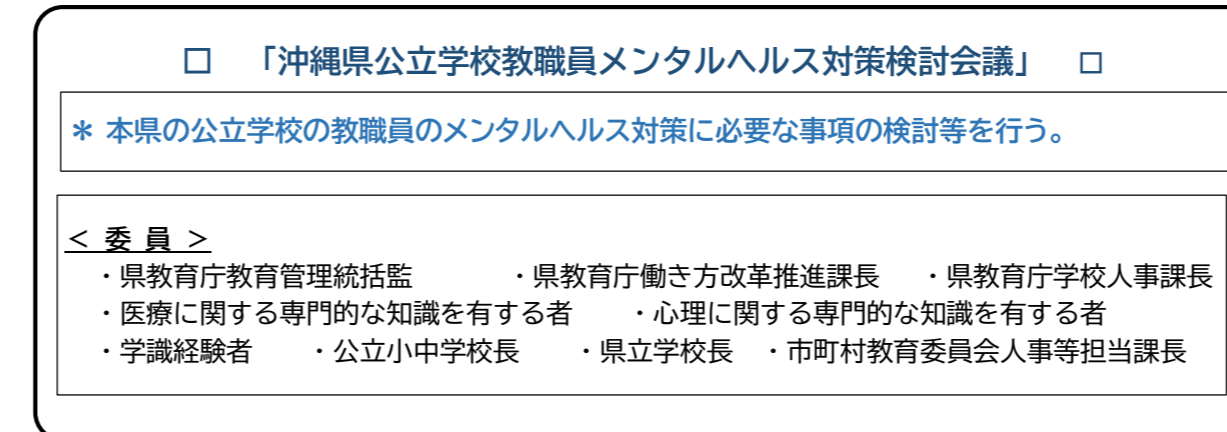 □　「沖縄県公立学校教職員メンタルヘルス対策検討会議」　□
＊ 本県の公立学校の教職員のメンタルヘルス対策に必要な事項の検討等を行う。
＜ 委 員 ＞
・県教育庁教育管理統括監　　　・県教育庁働き方改革推進課長　・県教育庁学校人事課長
・医療に関する専門的な知識を有する者　　・心理に関する専門的な知識を有する者
・学識経験者　　・公立小中学校長　　・県立学校長　・市町村教育委員会人事等担当課長